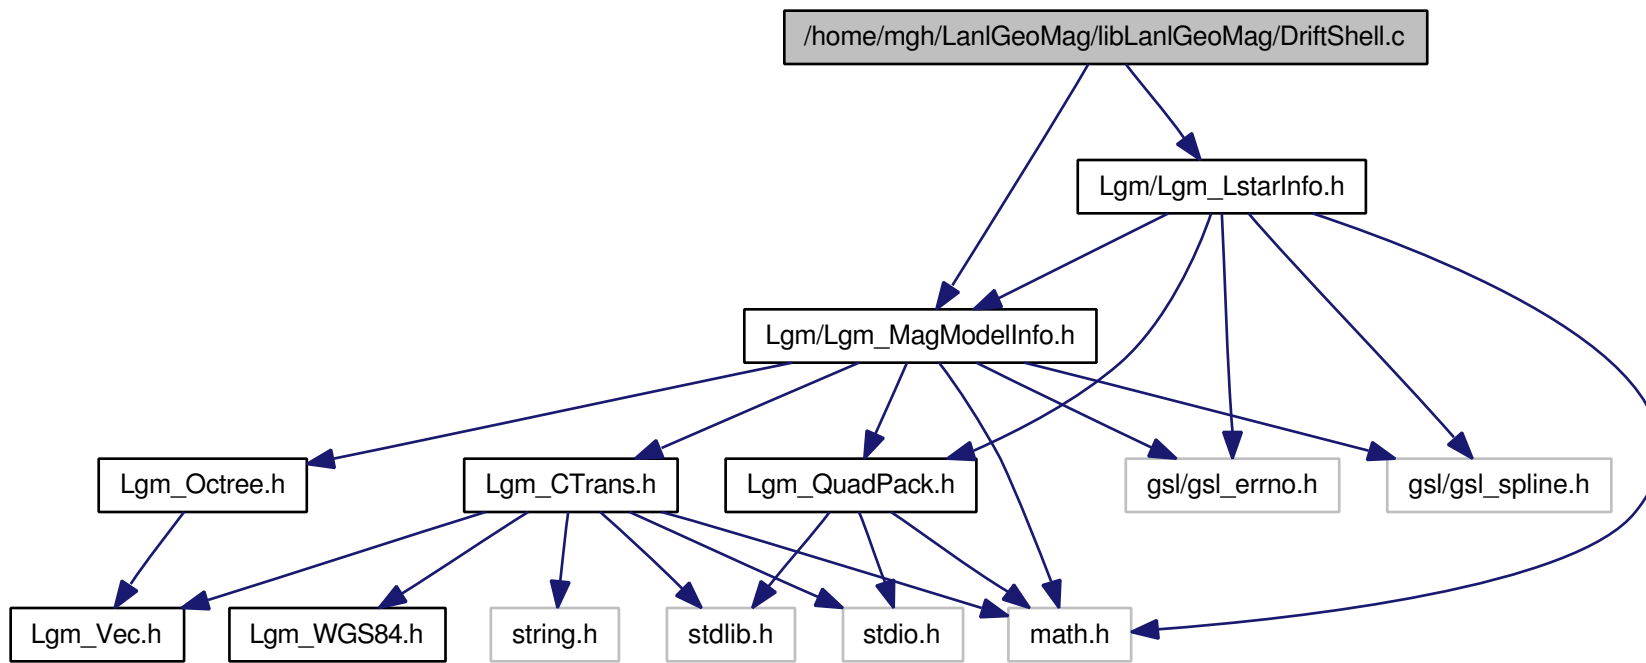 /home/mgh/LanlGeoMag/libLanlGeoMag/DriftShell.c
Lgm/Lgm_LstarInfo.h
Lgm/Lgm_MagModelInfo.h
Lgm_Octree.h
Lgm_CTrans.h
Lgm_QuadPack.h
gsl/gsl_errno.h
gsl/gsl_spline.h
Lgm_Vec.h
Lgm_WGS84.h
string.h
stdlib.h
stdio.h
math.h